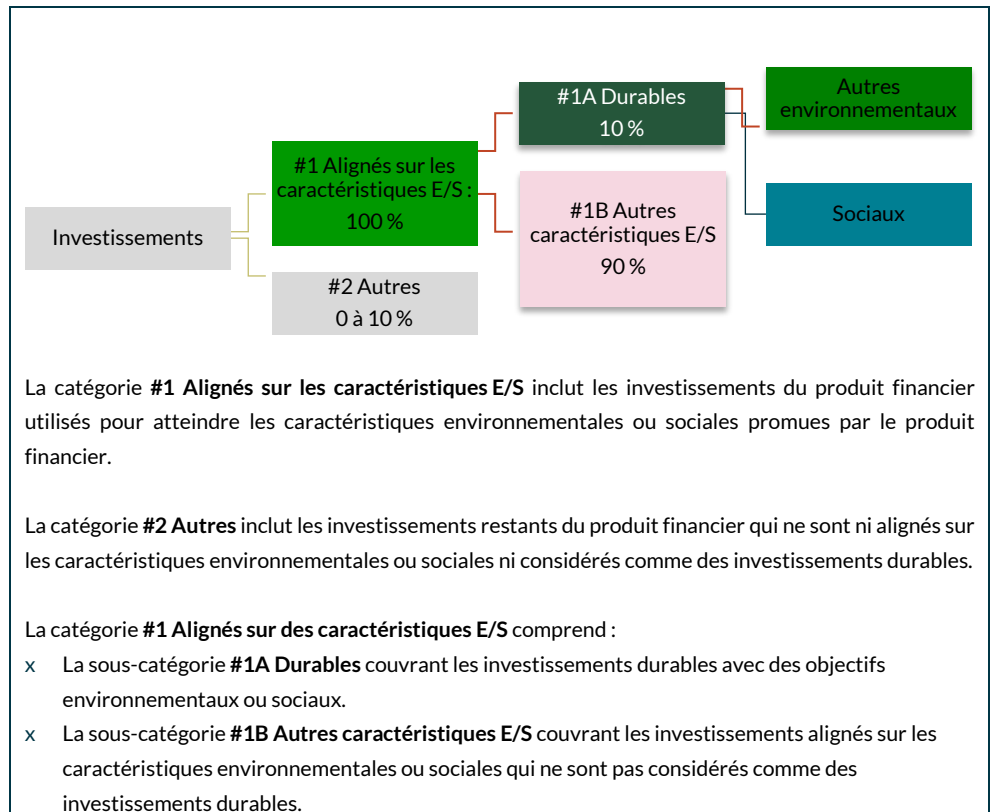 Investissements
#1 Alignés sur les
caractéristiques E/S :
100 %
#2 Autres
0 à 10 %
#1A Durables
10 %
#1B Autres
caractéristiques E/S
90 %
Autres
environnementaux
Sociaux
La catégorie #1 Alignés sur les caractéristiques E/S inclut les investissements du produit financier
utilisés pour atteindre les caractéristiques environnementales ou sociales promues par le produit
financier.
La catégorie #2 Autres inclut les investissements restants du produit financier qui ne sont ni alignés sur
les caractéristiques environnementales ou sociales ni considérés comme des investissements durables.
La catégorie #1 Alignés sur des caractéristiques E/S comprend :
x La sous-catégorie #1A Durables couvrant les investissements durables avec des objectifs
environnementaux ou sociaux.
x La sous-catégorie #1B Autres caractéristiques E/S couvrant les investissements alignés sur les
caractéristiques environnementales ou sociales qui ne sont pas considérés comme des
investissements durables.